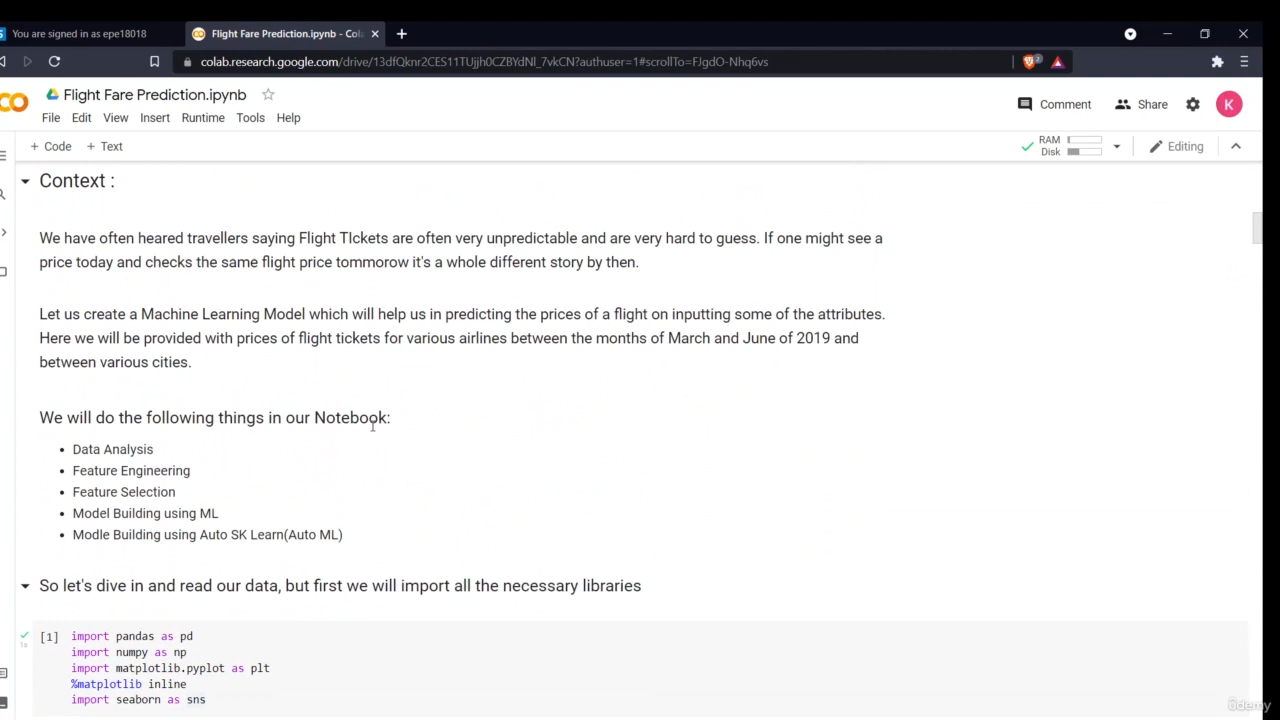 You are signed in as epe18018
Flight Fare Prediction.ipynb - Col
colab.research.google.com/drive/13dfQknr2CES11TUjjh0CZBYdNl_7vkCN?authuser=1#scrollTo=FJgdO-Nhq6vs
2
Flight Fare Prediction.ipynb
Comment
Share
K
File Edit View Insert Runtime Tools Help
+ Code + Text
RAM
Disk
Editing
Context :
We have often heared travellers saying Flight TIckets are often very unpredictable and are very hard to guess. If one might see a
price today and checks the same flight price tommorow it's a whole different story by then.
Let us create a Machine Learning Model which will help us in predicting the prices of a flight on inputting some of the attributes.
Here we will be provided with prices of flight tickets for various airlines between the months of March and June of 2019 and
between various cities.
We will do the following things in our Notebook:
• Data Analysis
• Feature Engineering
• Feature Selection
• Model Building using ML
• Modle Building using Auto SK Learn(Auto ML)
So let's dive in and read our data, but first we will import all the necessary libraries
[1] import pandas as pd
1s
import numpy as np
import matplotlib.pyplot as plt
%matplotlib inline
import seaborn as sns
ûdemy